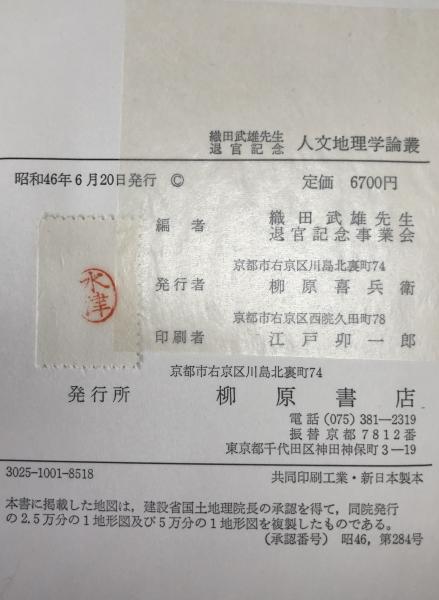 織田武雄先生
退官記念 人文地理学論叢
昭和46年6月20日発行 © 定価 6700円
編者 織田武雄先生
退官記念事業会
京都市右京区川島北裏町74
発行者 柳原喜兵衛
京都市右京区西院久田町78
印刷者 江戸卯一郎
水津
京都市右京区川島北裏町74
発行所 柳原書店
電話 (075) 381―2319
振替京都7812番
東京都千代田区神田神保町3―19
3025-1001-8518 共同印刷工業・新日本製本
本書に掲載した地図は，建設省国土地理院長の承認を得て，同院発行
の2.5万分の1地形図及び5万分の1地形図を複製したものである。
(承認番号) 昭46, 第284号